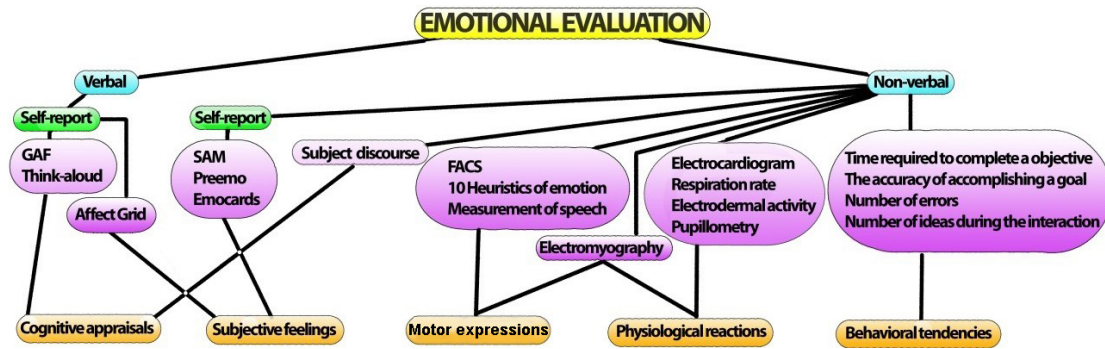 EMOTIONAL EVALUATION
Verbal
Non-verbal
Self-report
Self-report
GAF
Think-aloud
Affect Grid
SAM
Preemo
Emocards
Subject discourse
FACS
10 Heuristics of emotion
Measurement of speech
Electromyography
Electrocardiogram
Respiration rate
Electrodermal activity
Pupillometry
Time required to complete a objective
The accuracy of accomplishing a goal
Number of errors
Number of ideas during the interaction
Cognitive appraisals
Subjective feelings
Motor expressions
Physiological reactions
Behavioral tendencies